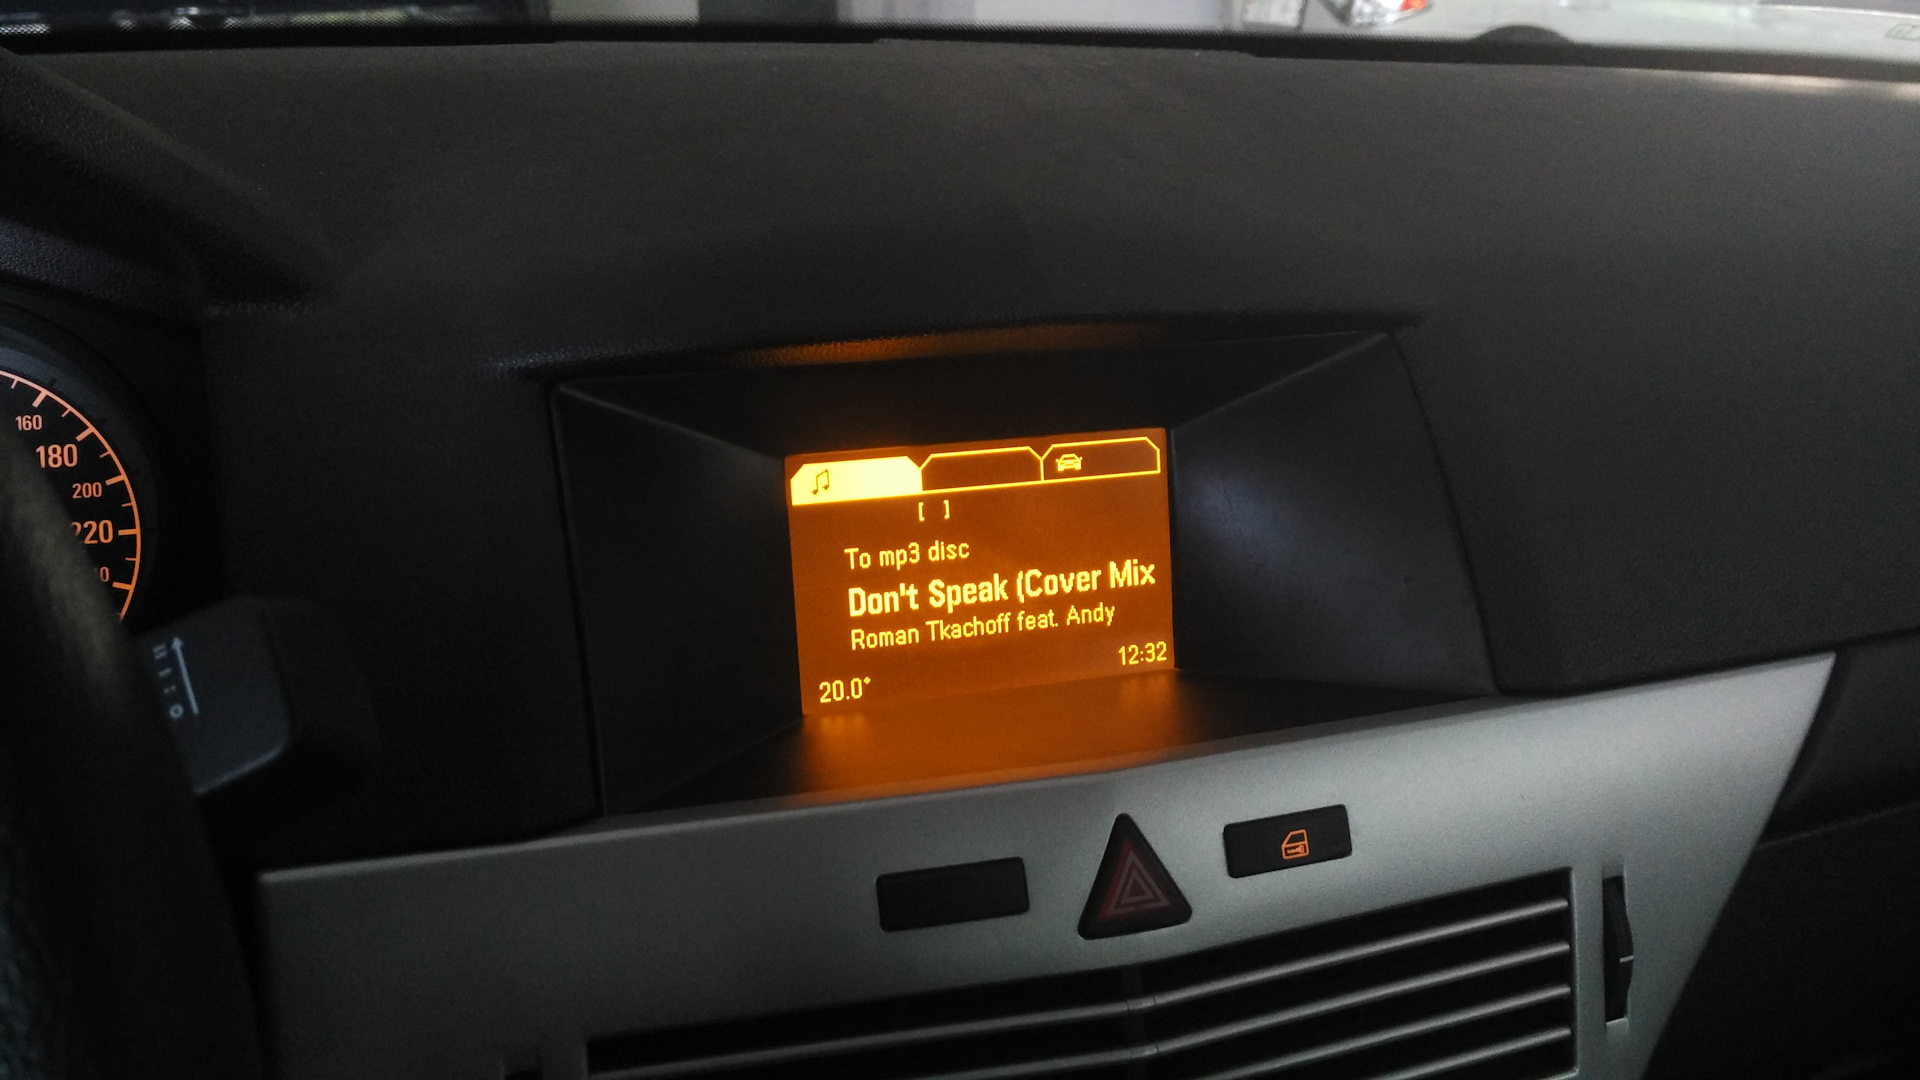 160
180
200
220
[ ]
To mp3 disc
Don't Speak (Cover Mix
Roman Tkachoff feat. Andy
12:32
20.0°